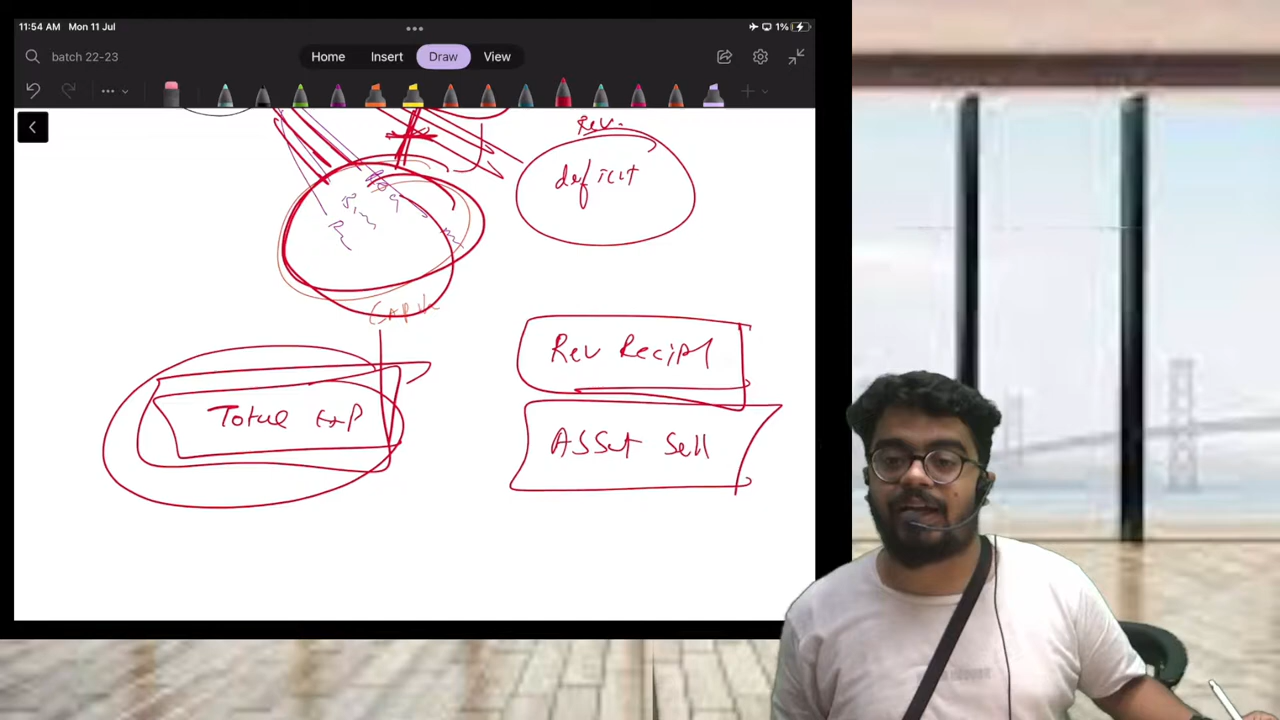 11:54 AM Mon 11 Jul
1%
batch 22-23
Home Insert Draw View
Rev.
deficit
Rev Recipt
Total Exp
Asset Sell